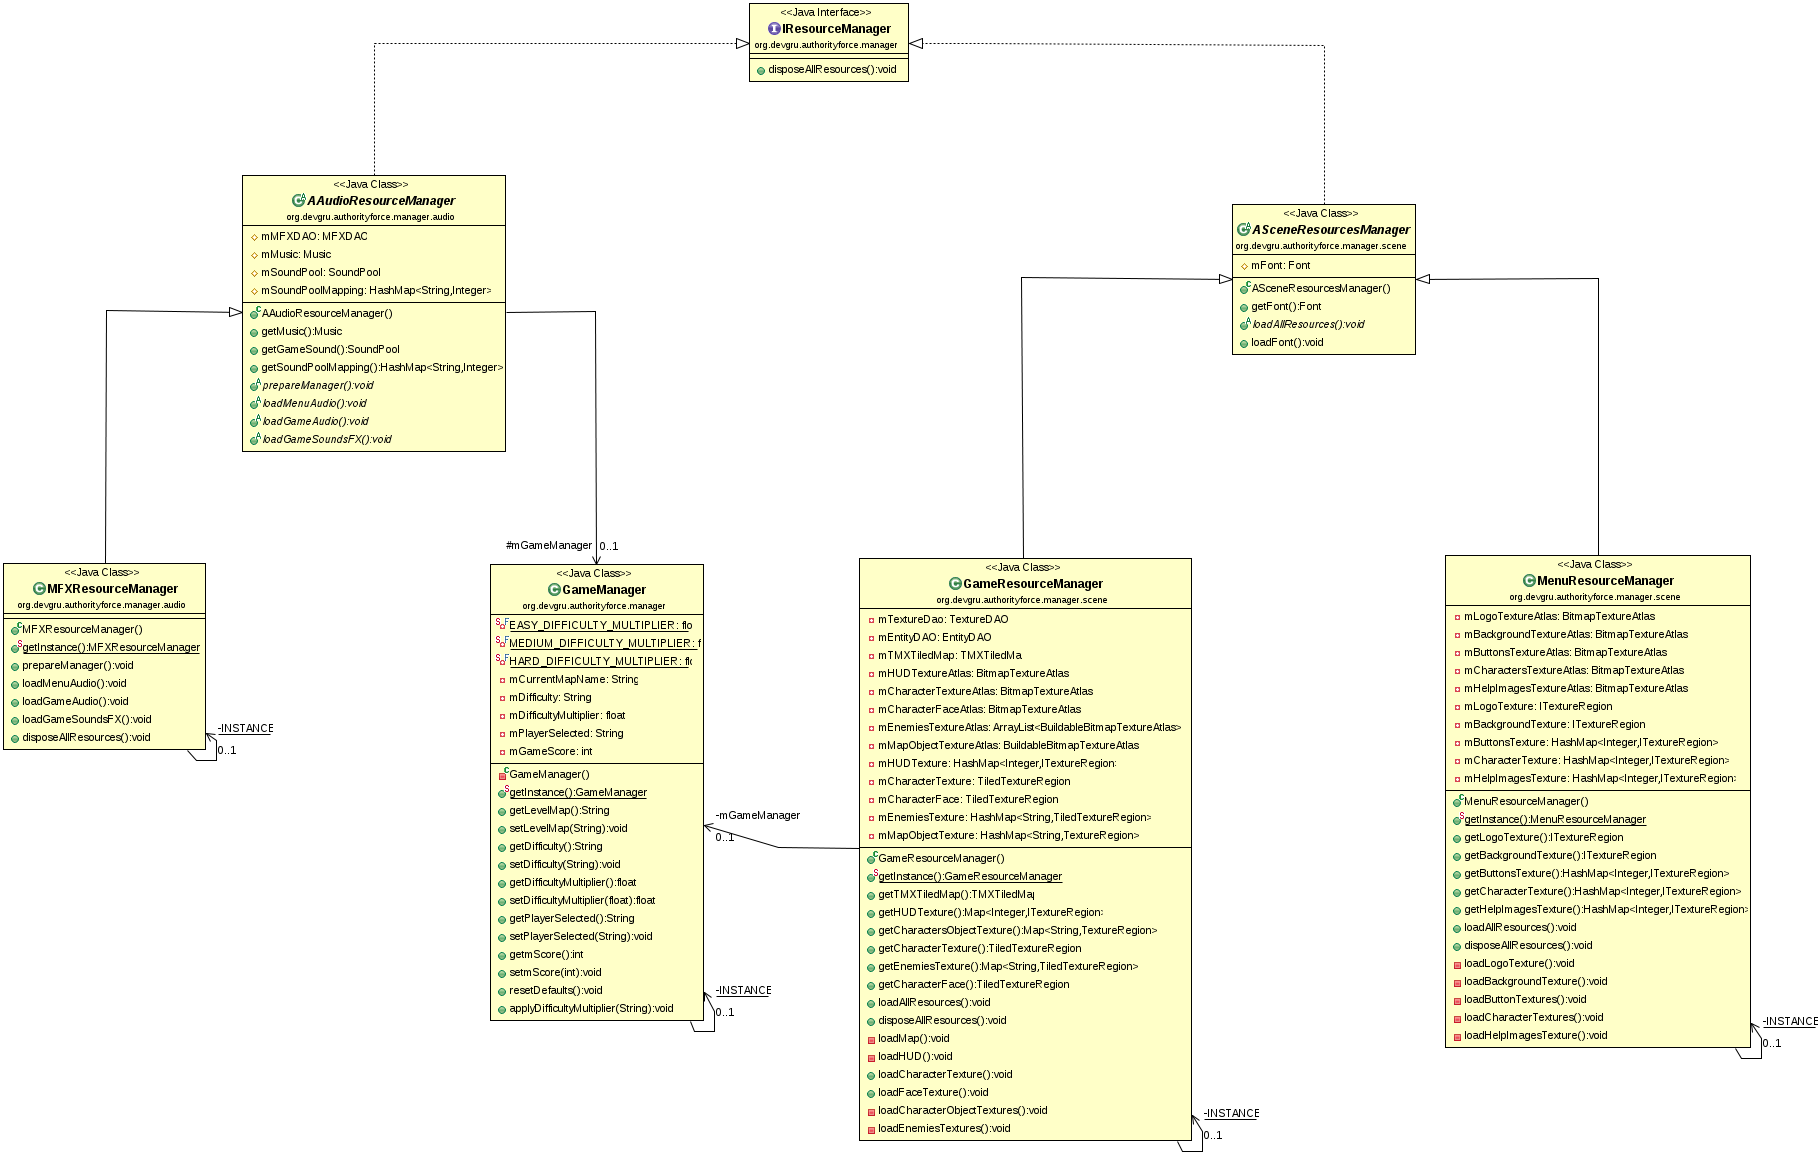 <<Java Interface>>
IResourceManager
org.devgru.authorityforce.manager
disposeAllResources():void
<<Java Class>>
AAudioResourceManager
org.devgru.authorityforce.manager.audio
mMFXDAO: MFXDAO
mMusic: Music
mSoundPool: SoundPool
mSoundPoolMapping: HashMap<String,Integer>
AAudioResourceManager()
getMusic():Music
getGameSound():SoundPool
getSoundPoolMapping():HashMap<String,Integer>
prepareManager():void
loadMenuAudio():void
loadGameAudio():void
loadGameSoundsFX():void
<<Java Class>>
ASceneResourcesManager
org.devgru.authorityforce.manager.scene
mFont: Font
ASceneResourcesManager()
getFont():Font
loadAllResources():void
loadFont():void
#mGameManager 0..1
<<Java Class>>
MFXResourceManager
org.devgru.authorityforce.manager.audio
MFXResourceManager()
getInstance():MFXResourceManager
prepareManager():void
loadMenuAudio():void
loadGameAudio():void
loadGameSoundsFX():void
disposeAllResources():void
-INSTANCE
0..1
<<Java Class>>
GameManager
org.devgru.authorityforce.manager
EASY_DIFFICULTY_MULTIPLIER: flo
MEDIUM_DIFFICULTY_MULTIPLIER: f
HARD_DIFFICULTY_MULTIPLIER: flo
mCurrentMapName: String
mDifficulty: String
mDifficultyMultiplier: float
mPlayerSelected: String
mGameScore: int
GameManager()
getInstance():GameManager
getLevelMap():String
setLevelMap(String):void
getDifficulty():String
setDifficulty(String):void
getDifficultyMultiplier():float
setDifficultyMultiplier(float):float
getPlayerSelected():String
setPlayerSelected(String):void
getmScore():int
setmScore(int):void
resetDefaults():void
applyDifficultyMultiplier(String):void
-INSTANCE
0..1
-mGameManager
0..1
<<Java Class>>
GameResourceManager
org.devgru.authorityforce.manager.scene
mTextureDao: TextureDAO
mEntityDAO: EntityDAO
mTMXTiledMap: TMXTiledMa
mHUDTextureAtlas: BitmapTextureAtlas
mCharacterTextureAtlas: BitmapTextureAtlas
mCharacterFaceAtlas: BitmapTextureAtlas
mEnemiesTextureAtlas: ArrayList<BuildableBitmapTextureAtlas>
mMapObjectTextureAtlas: BuildableBitmapTextureAtlas
mHUDTexture: HashMap<Integer,ITextureRegion>
mCharacterTexture: TiledTextureRegion
mCharacterFace: TiledTextureRegion
mEnemiesTexture: HashMap<String,TiledTextureRegion>
mMapObjectTexture: HashMap<String,TextureRegion>
GameResourceManager()
getInstance():GameResourceManager
getTMXTiledMap():TMXTiledMap
getHUDTexture():Map<Integer,ITextureRegion>
getCharactersObjectTexture():Map<String,TextureRegion>
getCharacterTexture():TiledTextureRegion
getEnemiesTexture():Map<String,TiledTextureRegion>
getCharacterFace():TiledTextureRegion
loadAllResources():void
disposeAllResources():void
loadMap():void
loadHUD():void
loadCharacterTexture():void
loadFaceTexture():void
loadCharacterObjectTextures():void
loadEnemiesTextures():void
-INSTANCE
0..1
<<Java Class>>
MenuResourceManager
org.devgru.authorityforce.manager.scene
mLogoTextureAtlas: BitmapTextureAtlas
mBackgroundTextureAtlas: BitmapTextureAtlas
mButtonsTextureAtlas: BitmapTextureAtlas
mCharactersTextureAtlas: BitmapTextureAtlas
mHelpImagesTextureAtlas: BitmapTextureAtlas
mLogoTexture: ITextureRegion
mBackgroundTexture: ITextureRegion
mButtonsTexture: HashMap<Integer,ITextureRegion>
mCharacterTexture: HashMap<Integer,ITextureRegion>
mHelpImagesTexture: HashMap<Integer,ITextureRegion>
MenuResourceManager()
getInstance():MenuResourceManager
getLogoTexture():ITextureRegion
getBackgroundTexture():ITextureRegion
getButtonsTexture():HashMap<Integer,ITextureRegion>
getCharacterTexture():HashMap<Integer,ITextureRegion>
getHelpImagesTexture():HashMap<Integer,ITextureRegion>
loadAllResources():void
disposeAllResources():void
loadLogoTexture():void
loadBackgroundTexture():void
loadButtonTextures():void
loadCharacterTextures():void
loadHelpImagesTexture():void
-INSTANCE
0..1